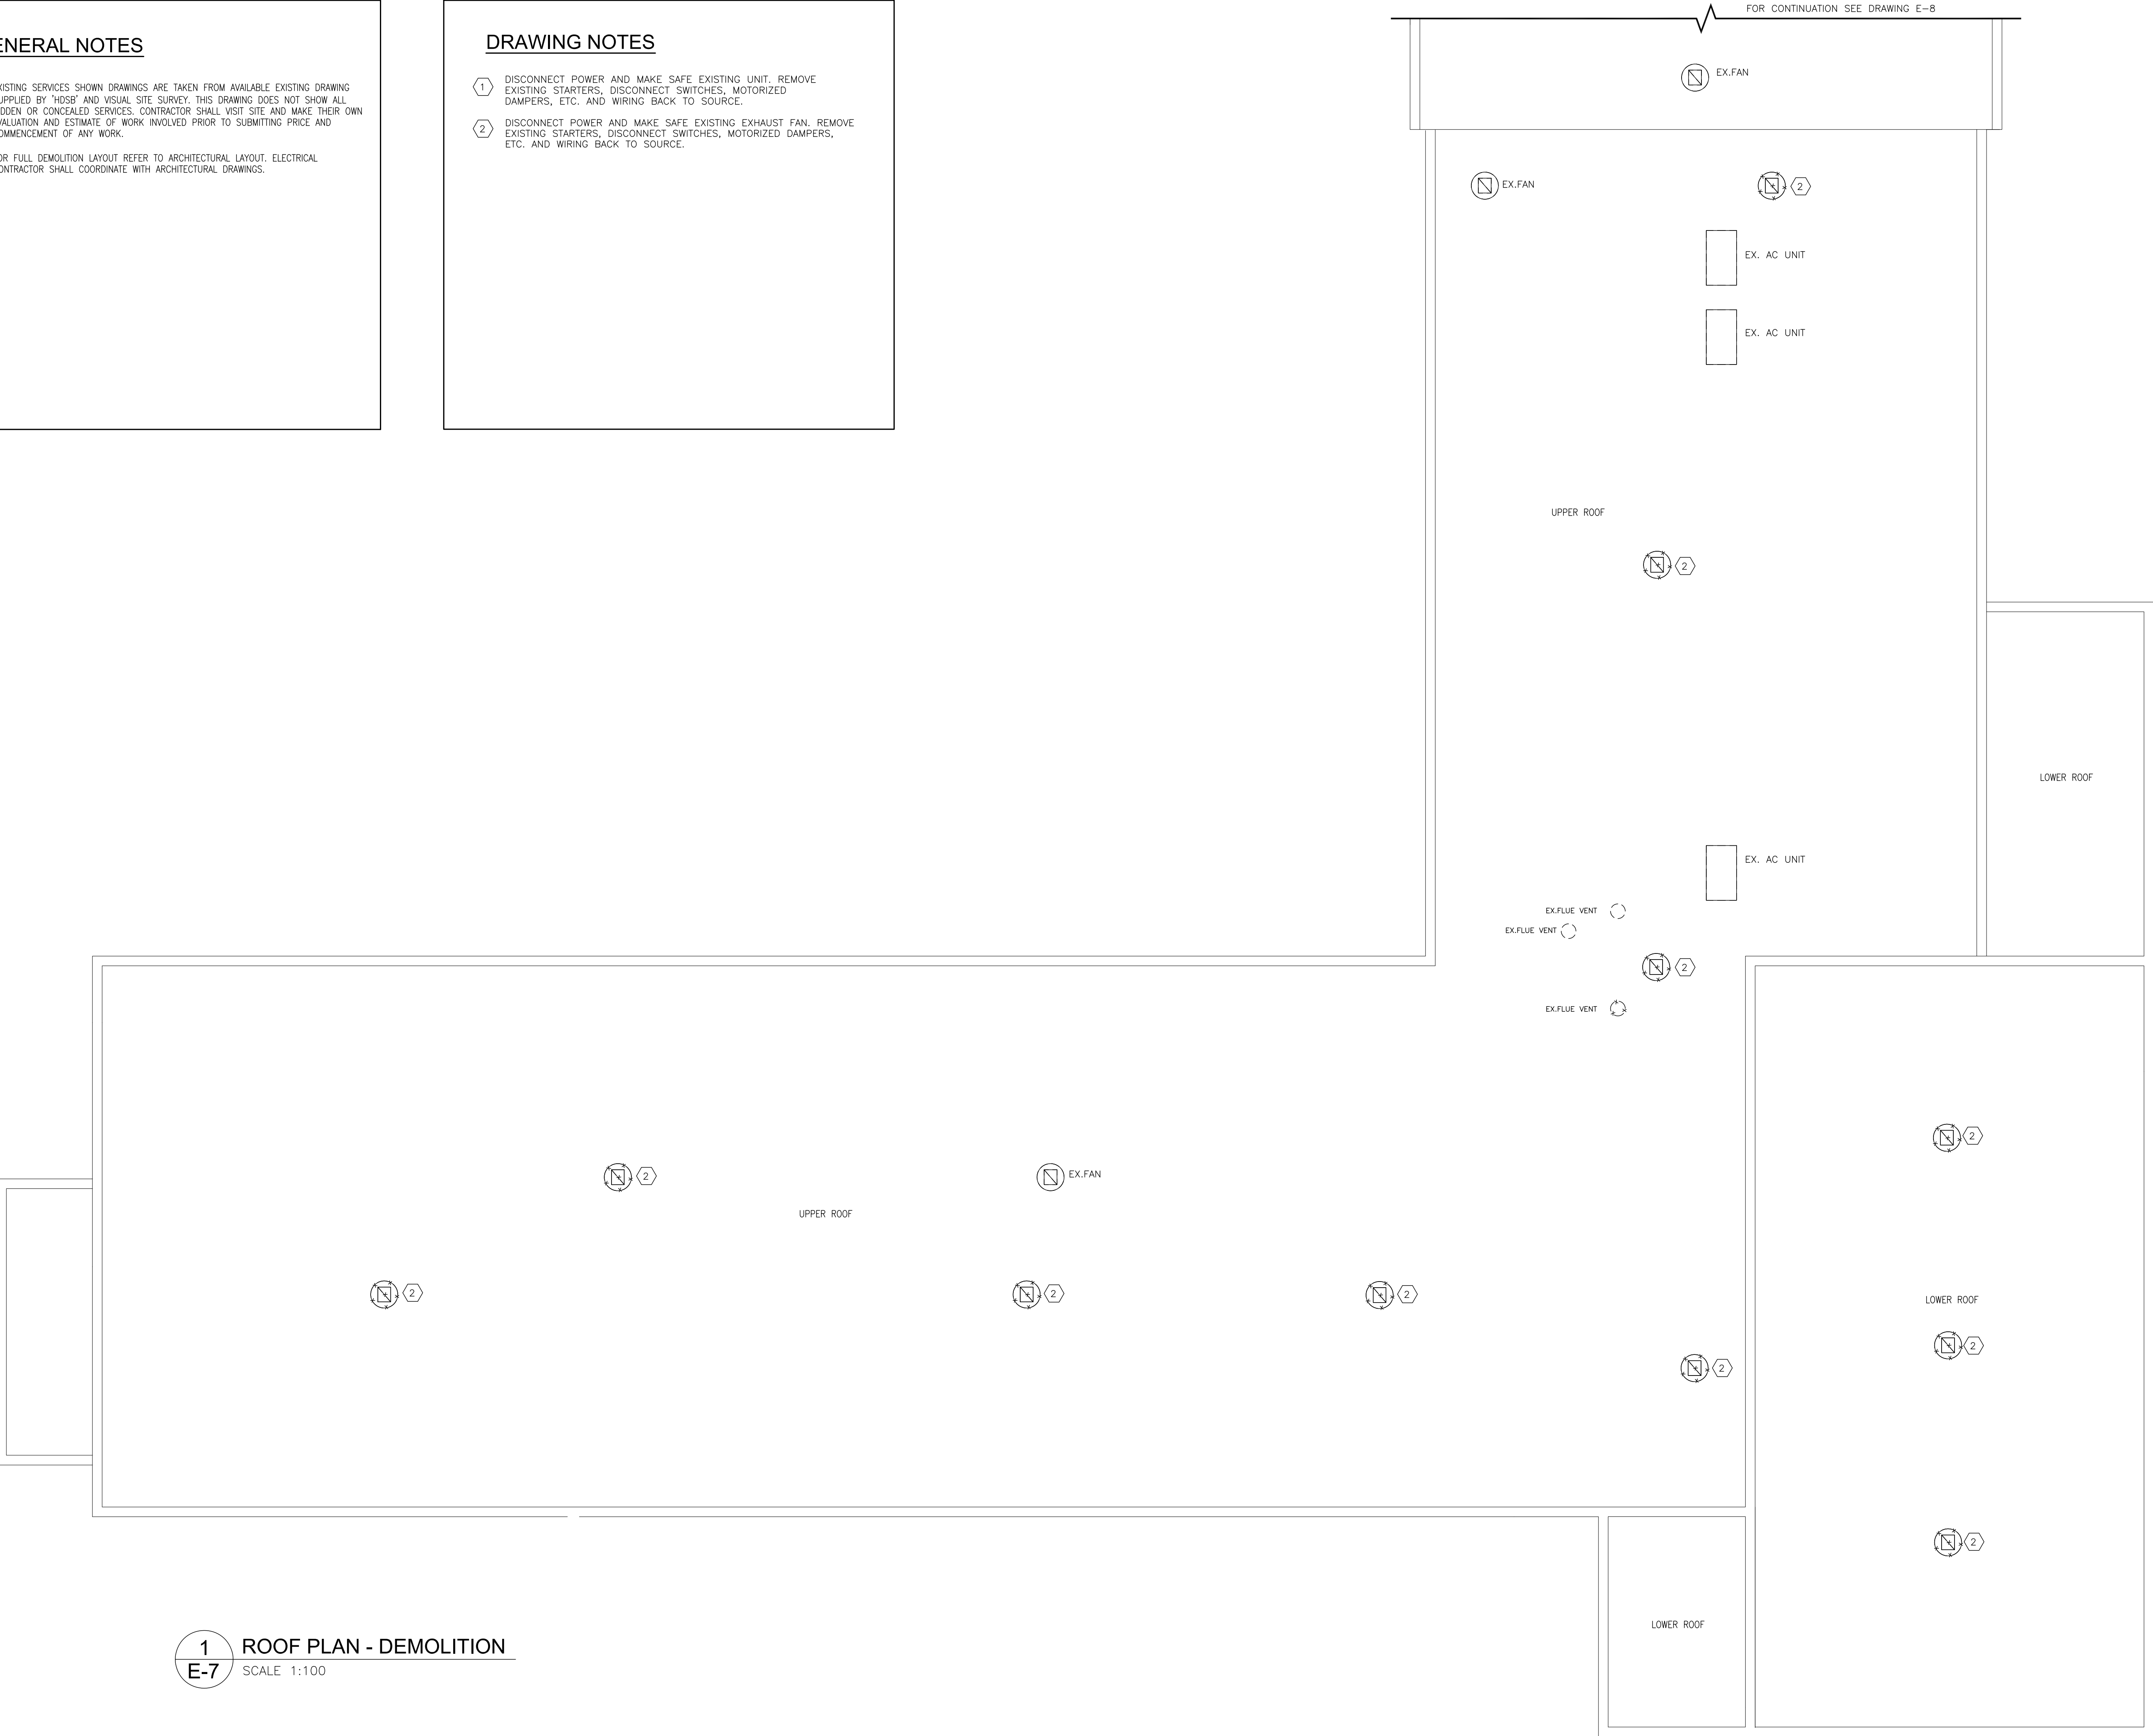 GENERAL NOTES
SERVICES SHOWN DRAWINGS ARE TAKEN FROM AVAILABLE EXISTING DRAWING
BY 'HDSB' AND VISUAL SITE SURVEY. THIS DRAWING DOES NOT SHOW ALL
OR CONCEALED SERVICES. CONTRACTOR SHALL VISIT SITE AND MAKE THEIR OWN
AND ESTIMATE OF WORK INVOLVED PRIOR TO SUBMITTING PRICE AND
OF ANY WORK.
FULL DEMOLITION LAYOUT REFER TO ARCHITECTURAL LAYOUT. ELECTRICAL
SHALL COORDINATE WITH ARCHITECTURAL DRAWINGS.
DRAWING NOTES
1 DISCONNECT POWER AND MAKE SAFE EXISTING UNIT. REMOVE
EXISTING STARTERS, DISCONNECT SWITCHES, MOTORIZED
DAMPERS, ETC. AND WIRING BACK TO SOURCE.
2 DISCONNECT POWER AND MAKE SAFE EXISTING EXHAUST FAN. REMOVE
EXISTING STARTERS, DISCONNECT SWITCHES, MOTORIZED DAMPERS,
ETC. AND WIRING BACK TO SOURCE.
FOR CONTINUATION SEE DRAWING E-8
EX.FAN
EX.FAN
2
EX. AC UNIT
EX. AC UNIT
UPPER ROOF
2
LOWER ROOF
EX. AC UNIT
EX.FLUE VENT
EX.FLUE VENT
2
EX.FLUE VENT
2
2
EX.FAN
UPPER ROOF
2
2
2
LOWER ROOF
2
2
2
LOWER ROOF
1
E-7
ROOF PLAN - DEMOLITION
SCALE 1:100